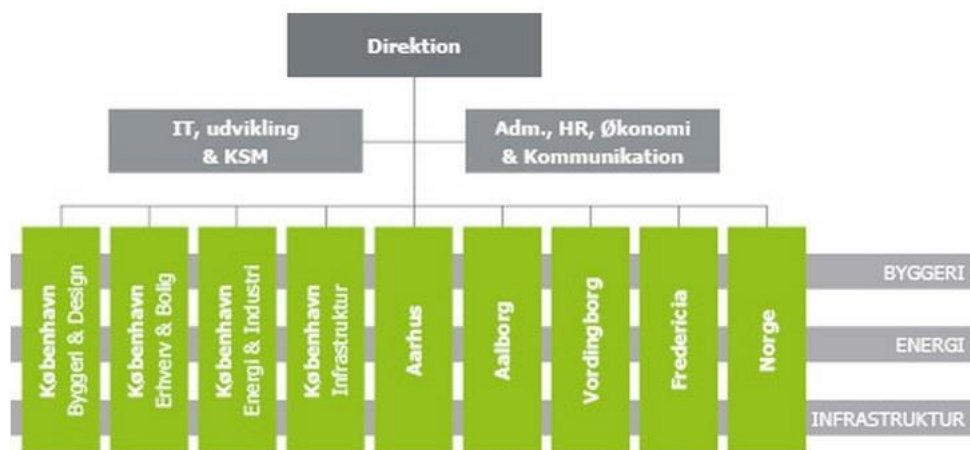 Direktion
IT, udvikling
& KSM
Adm., HR, Økonomi
& Kommunikation
København
Byggeri & Design
København
Erhverv & Bolig
København
Energi & Industri
København
Infrastruktur
Aarhus
Aalborg
Vordingborg
Fredericia
Norge
BYGGERI
ENERGI
INFRASTRUKTUR